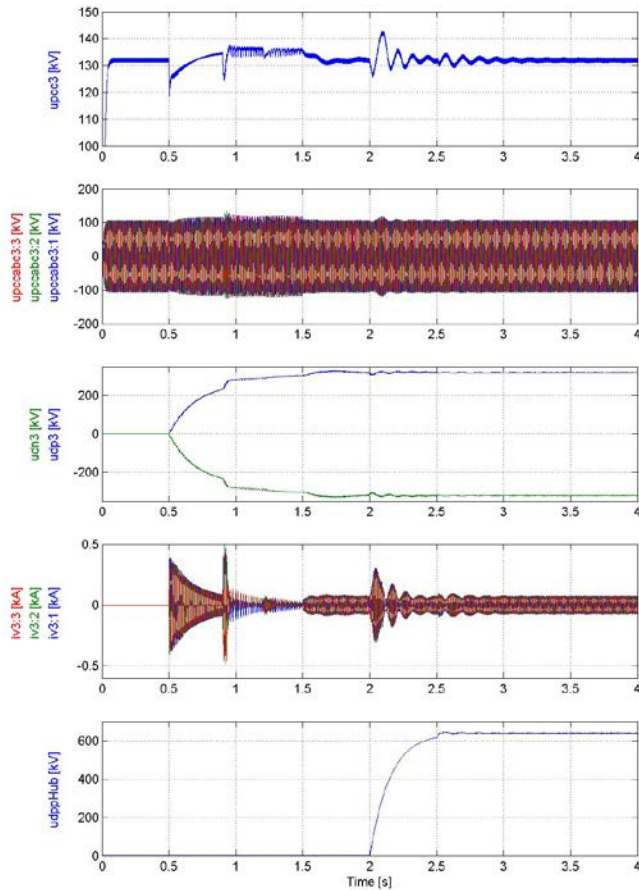 upcc3 [kV]
150
140
130
120
110
100
0 0.5 1 1.5 2 2.5 3 3.5 4
upccabc3:3 [kV]
upccabc3:2 [kV]
upccabc3:1 [kV]
200
100
0
-100
-200
0 0.5 1 1.5 2 2.5 3 3.5 4
udn3 [kV]
udp3 [kV]
200
0
-200
0 0.5 1 1.5 2 2.5 3 3.5 4
iv3:3 [kA]
iv3:2 [kA]
iv3:1 [kA]
0.5
0
-0.5
0 0.5 1 1.5 2 2.5 3 3.5 4
udppHub [kV]
600
400
200
0
0 0.5 1 1.5 2 2.5 3 3.5 4
Time [s]